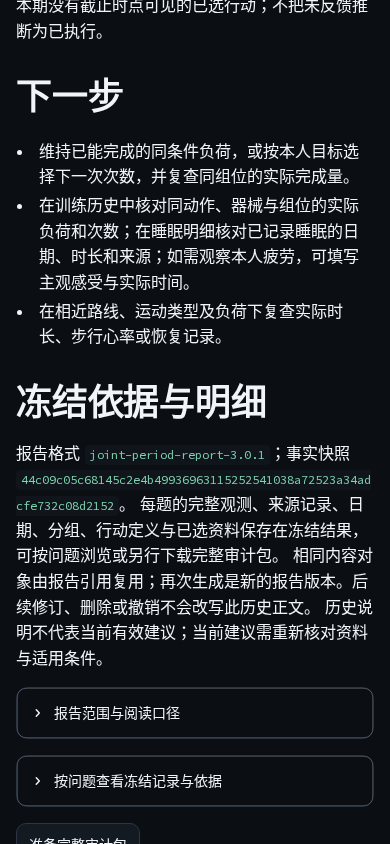 本期没有截止时点可见的已选行动；不把未反馈推
断为已执行。
下一步
• 维持已能完成的同条件负荷，或按本人目标选
择下一次次数，并复查同组位的实际完成量。
• 在训练历史中核对同动作、器械与组位的实际
负荷和次数；在睡眠明细核对已记录睡眠的日
期、时长和来源；如需观察本人疲劳，可填写
主观感受与实际时间。
• 在相近路线、运动类型及负荷下复查实际时
长、步行心率或恢复记录。
冻结依据与明细
报告格式 joint-period-report-3.0.1 ；事实快照
44c09c05c68145c2e4b49936963115252541038a72523a34ad
cfe732c08d2152 。 每题的完整观测、来源记录、日
期、分组、行动定义与已选资料保存在冻结结果，
可按问题浏览或另行下载完整审计包。 相同内容对
象由报告引用复用；再次生成是新的报告版本。后
续修订、删除或撤销不会改写此历史正文。 历史说
明不代表当前有效建议；当前建议需重新核对资料
与适用条件。
报告范围与阅读口径
按问题查看冻结记录与依据
准备完整审计包